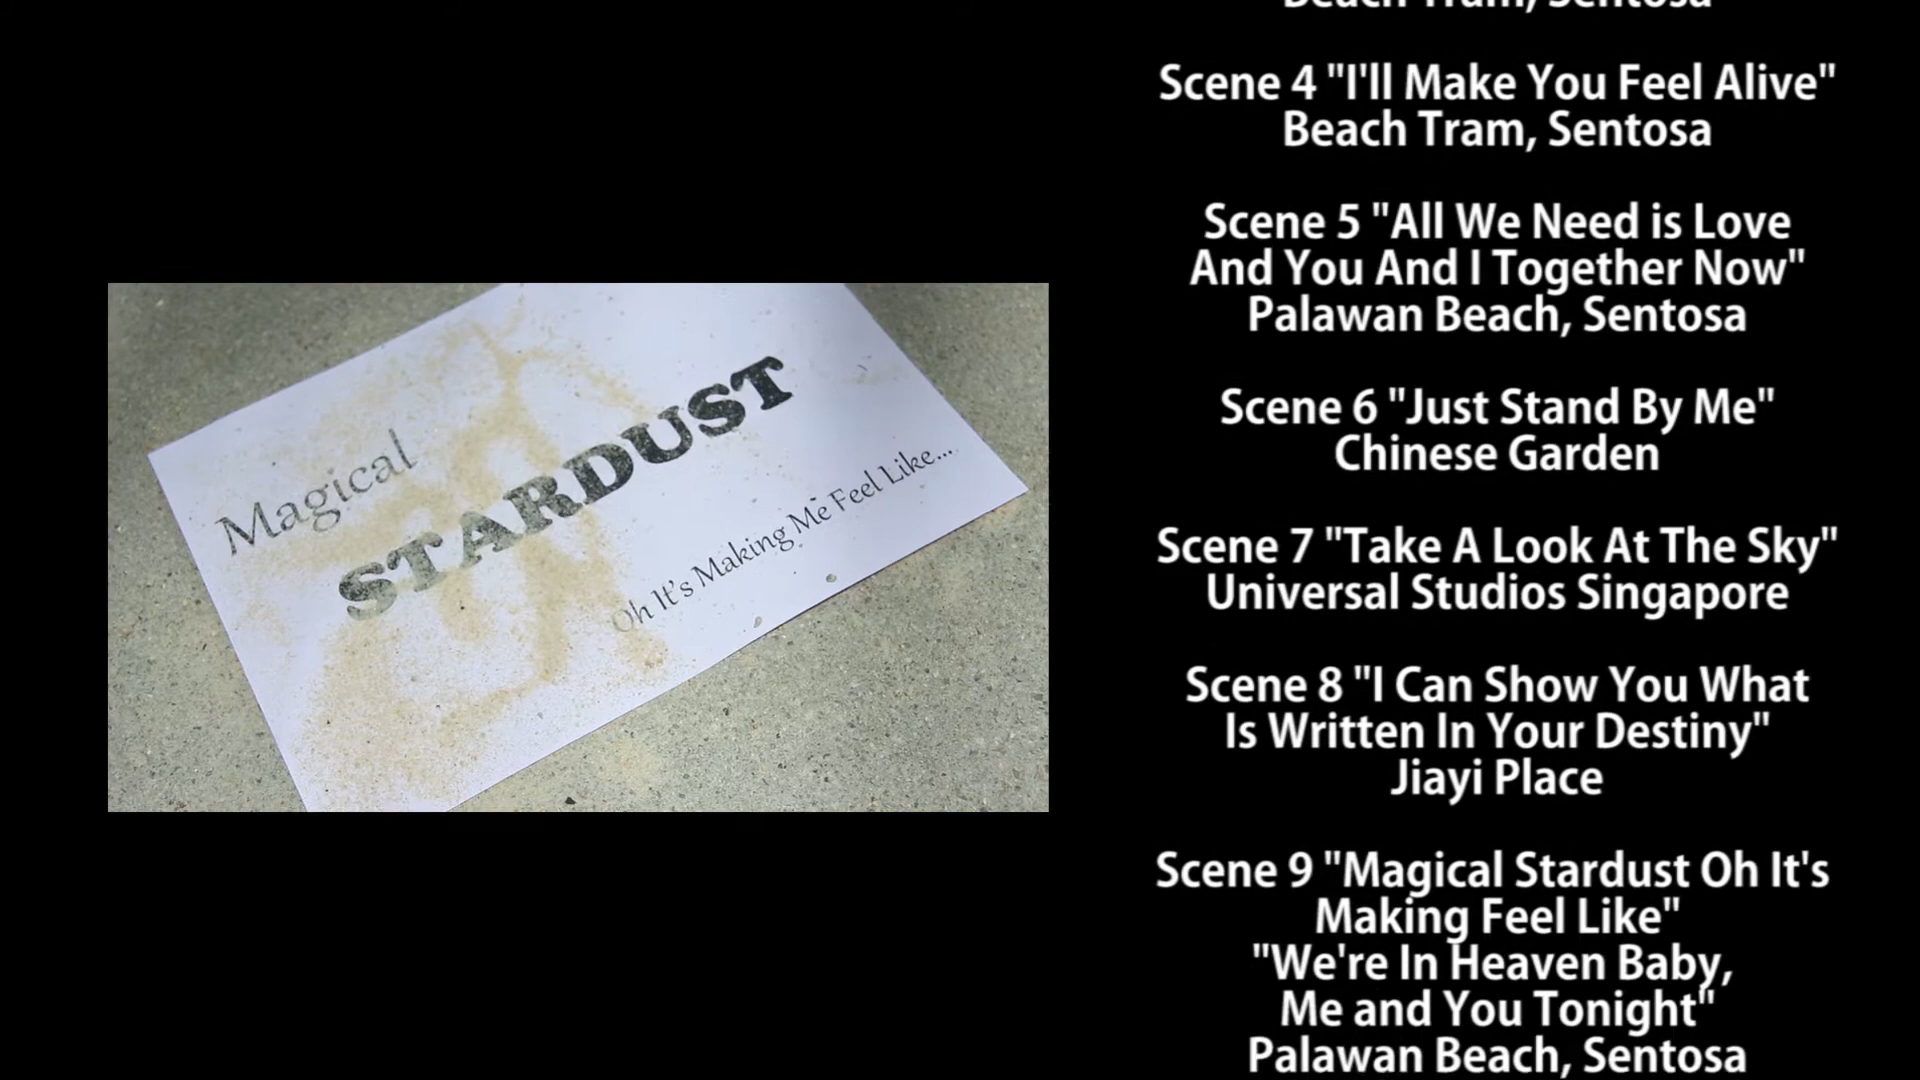 Magical
STARDUST
Oh It's Making Me Feel Like...
Beach Tram, Sentosa
Scene 4 "I'll Make You Feel Alive"
Beach Tram, Sentosa
Scene 5 "All We Need is Love
And You And I Together Now"
Palawan Beach, Sentosa
Scene 6 "Just Stand By Me"
Chinese Garden
Scene 7 "Take A Look At The Sky"
Universal Studios Singapore
Scene 8 "I Can Show You What
Is Written In Your Destiny"
Jiayi Place
Scene 9 "Magical Stardust Oh It's
Making Feel Like"
"We're In Heaven Baby,
Me and You Tonight"
Palawan Beach, Sentosa